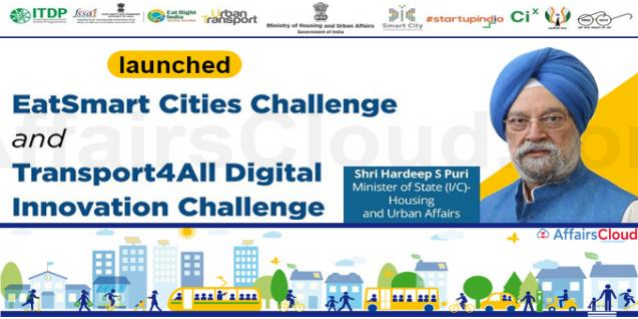 ITDP
fssai
Eat Right
India
Urban
Transport
Ministry of Housing and Urban Affairs
Government of India
Smart City
#startupindia
CiX
launched
EatSmart Cities Challenge
and
Transport4All Digital
Innovation Challenge
Shri Hardeep S Puri
Minister of State (I/C)-
Housing
and Urban Affairs
AffairsCloud